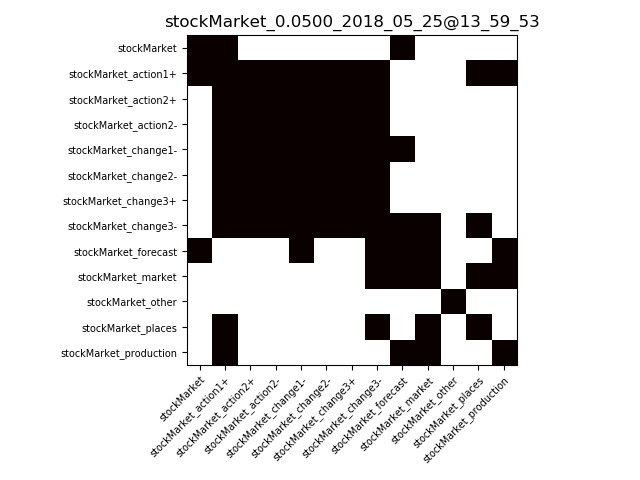 stockMarket_0.0500_2018_05_25@13_59_53
stockMarket
stockMarket_action1+
stockMarket_action2+
stockMarket_action2-
stockMarket_change1-
stockMarket_change2-
stockMarket_change3+
stockMarket_change3-
stockMarket_forecast
stockMarket_market
stockMarket_other
stockMarket_places
stockMarket_production
stockMarket
stockMarket_action1+
stockMarket_action2+
stockMarket_action2-
stockMarket_change1-
stockMarket_change2-
stockMarket_change3+
stockMarket_change3-
stockMarket_forecast
stockMarket_market
stockMarket_other
stockMarket_places
stockMarket_production